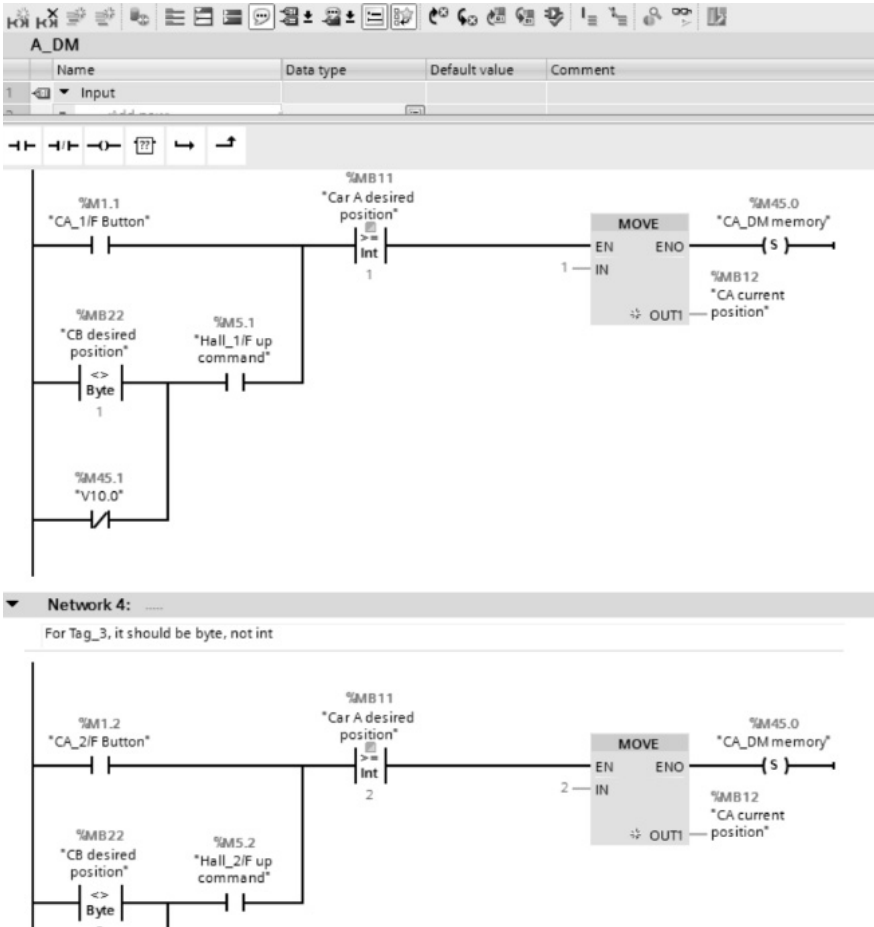 A_DM
Name Data type Default value Comment
1 Input
2
??
%M1.1
"CA_1/F Button"
%MB11
"Car A desired
position"
>=
Int
1
MOVE
EN ENO
1 IN
OUT1
%M45.0
"CA_DM memory"
S
%MB12
"CA current
position"
%MB22
"CB desired
position"
<>
Byte
1
%M5.1
"Hall_1/F up
command"
%M45.1
"V10.0"
Network 4: .....
For Tag_3, it should be byte, not int
%M1.2
"CA_2/F Button"
%MB11
"Car A desired
position"
>=
Int
2
MOVE
EN ENO
2 IN
OUT1
%M45.0
"CA_DM memory"
S
%MB12
"CA current
position"
%MB22
"CB desired
position"
<>
Byte
%M5.2
"Hall_2/F up
command"